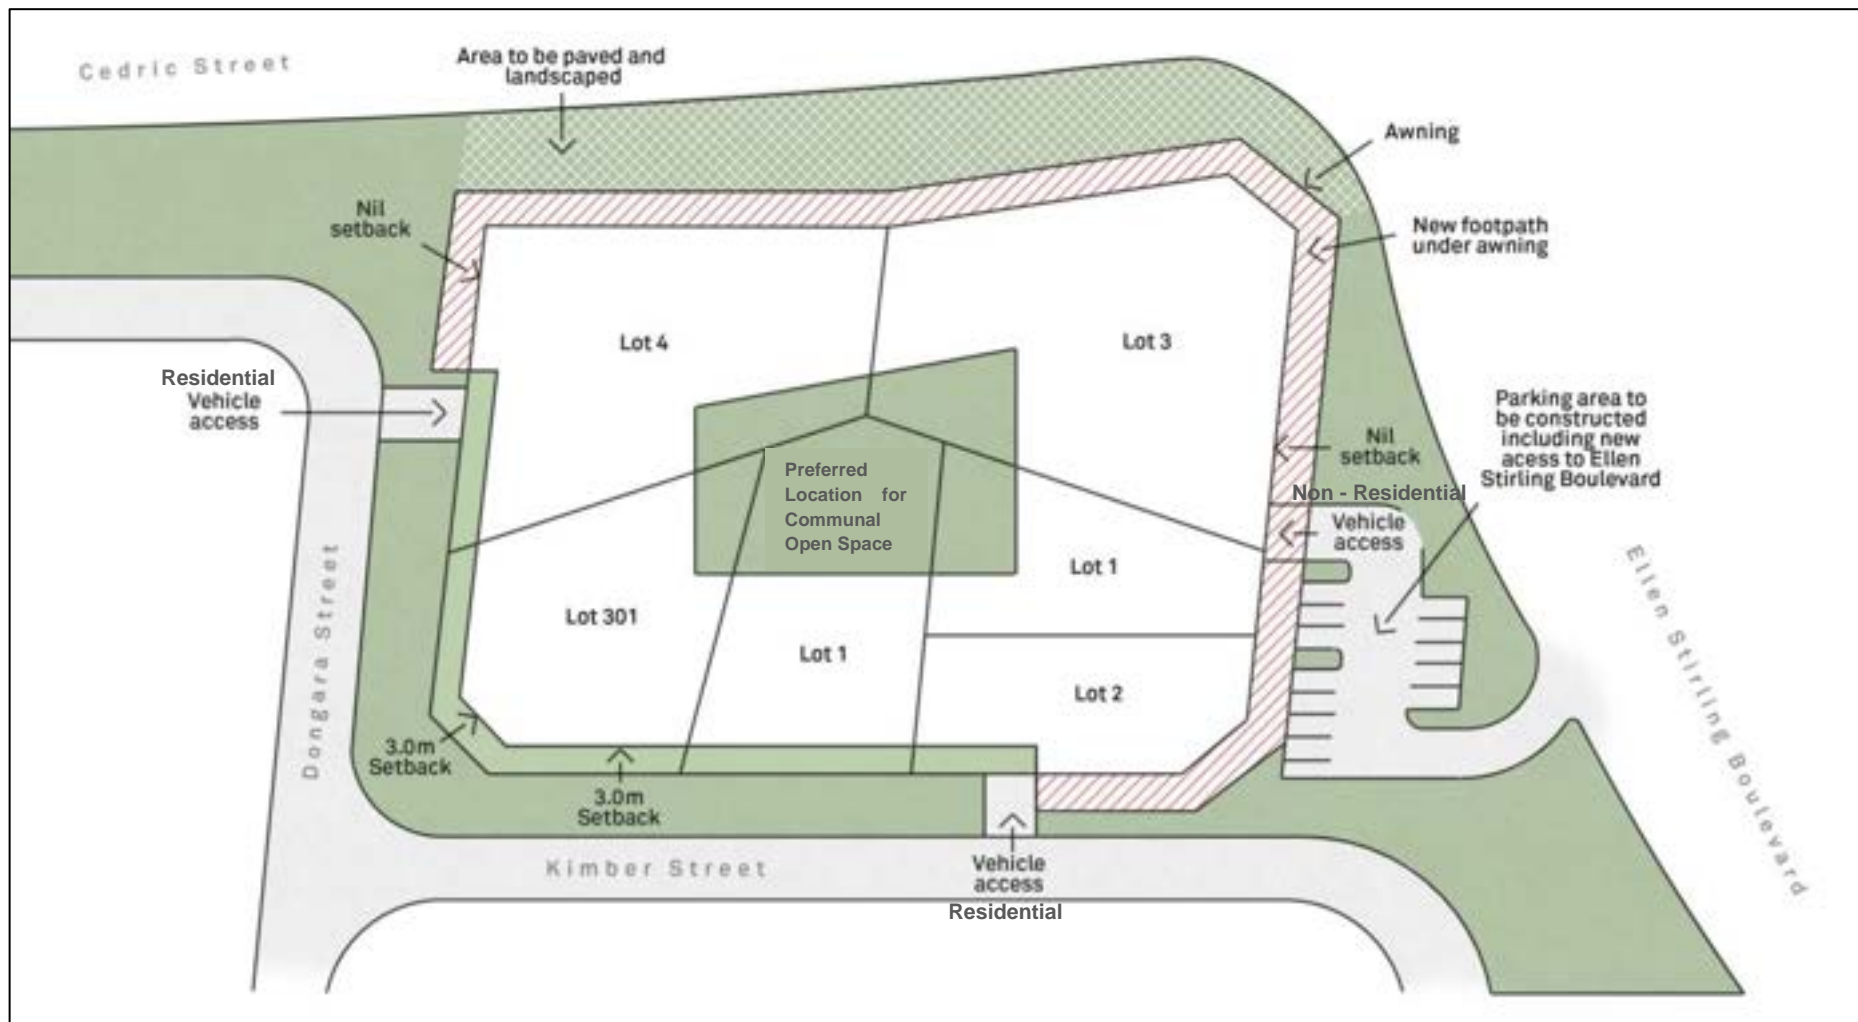 Cedric Street
Area to be paved and
landscaped
Awning
Nil
setback
New footpath
under awning
Lot 4
Lot 3
Residential
Vehicle
access
Parking area to
be constructed
including new
acess to Ellen
Stirling Boulevard
Nil
setback
Preferred
Location for
Communal
Open Space
Non - Residential
Vehicle
access
Lot 1
Lot 301
Lot 1
Lot 2
Dongara Street
Ellen Stirling Boulevard
3.0m
Setback
3.0m
Setback
Kimber Street
Vehicle
access
Residential